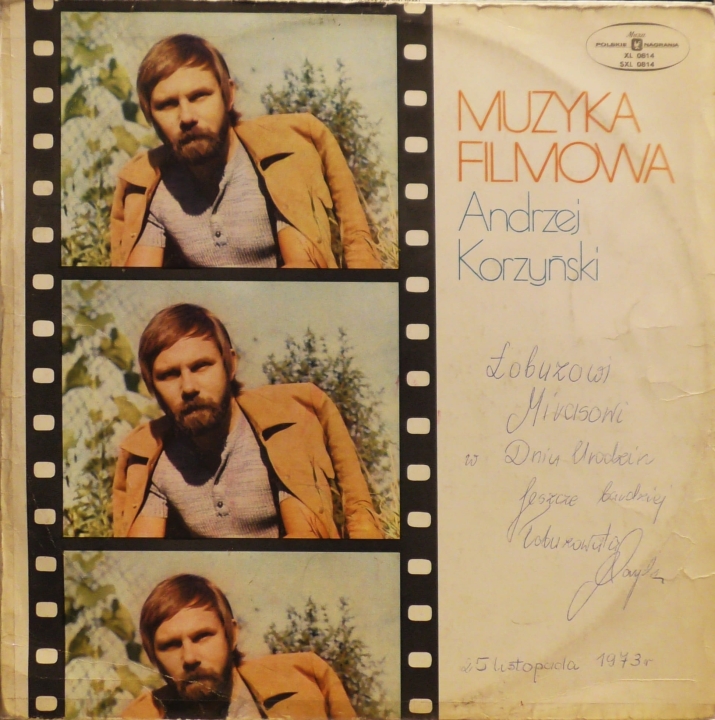 Muza
POLSKIE NAGRANIA
XL 0814
SXL 0814
MUZYKA
FILMOWA
Andrzej
Korzyński
Łobuzowi
Mirasowi
w Dniu Urodzin
Jeszcze bardziej
25 listopada 1973 r